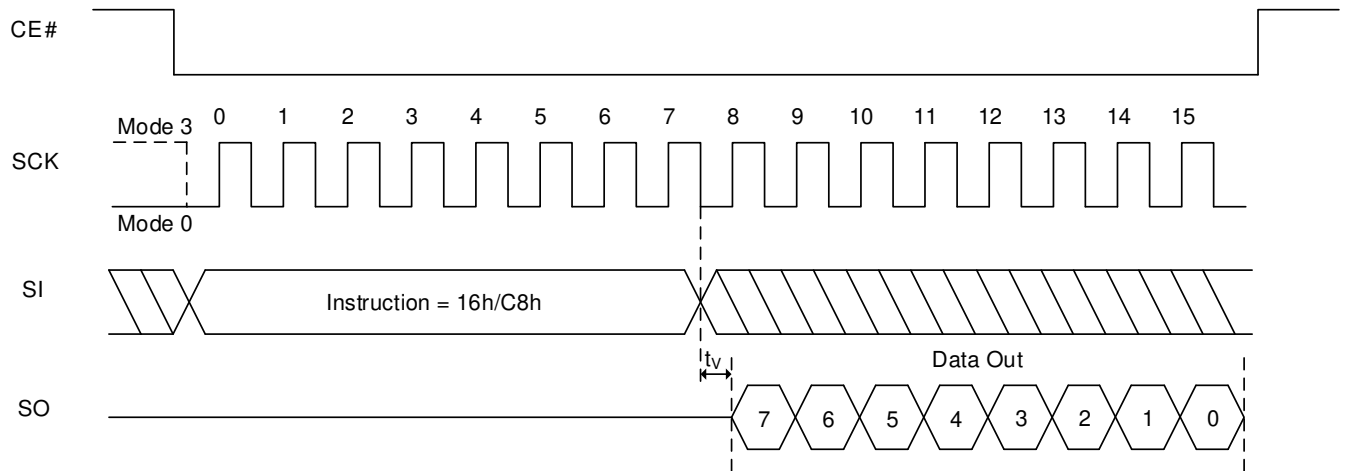 CE#
0 1 2 3 4 5 6 7 8 9 10 11 12 13 14 15
Mode 3
SCK
Mode 0
SI
Instruction = 16h/C8h
tV
Data Out
SO
7 6 5 4 3 2 1 0